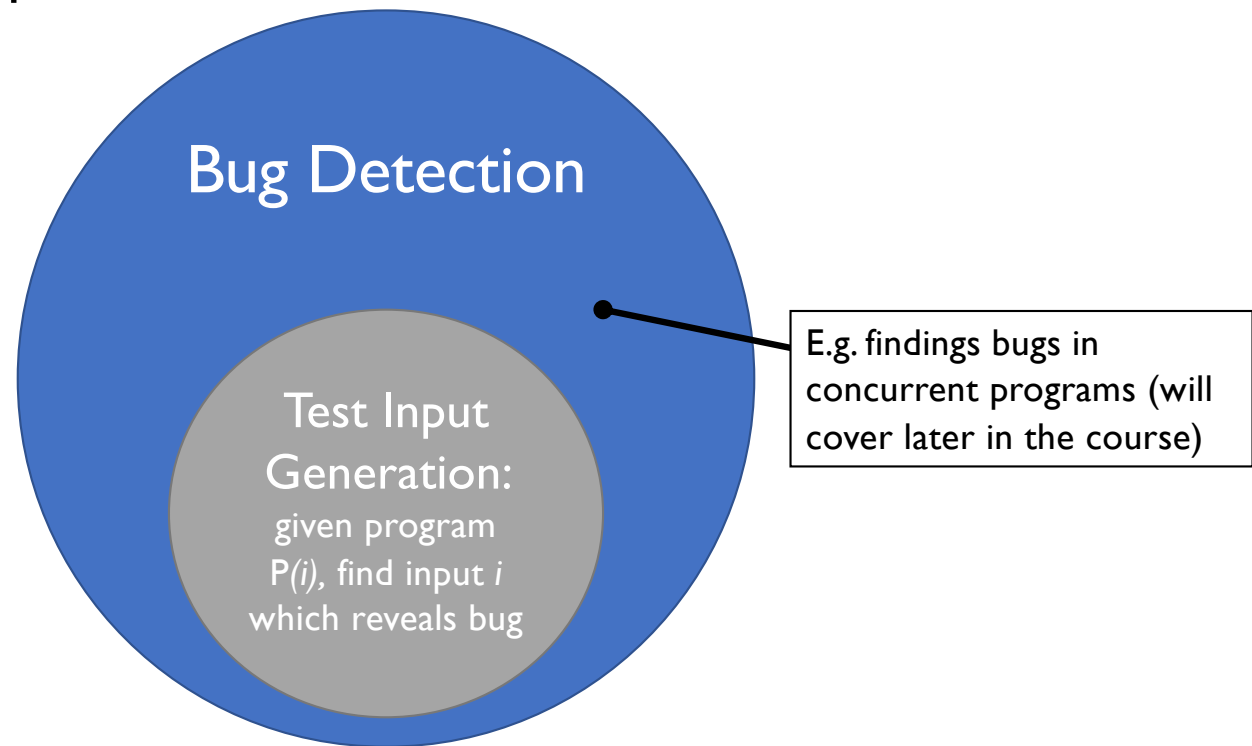 Bug Detection
Test Input
Generation:
given program
P(i), find input i
which reveals bug
E.g. findings bugs in
concurrent programs (will
cover later in the course)